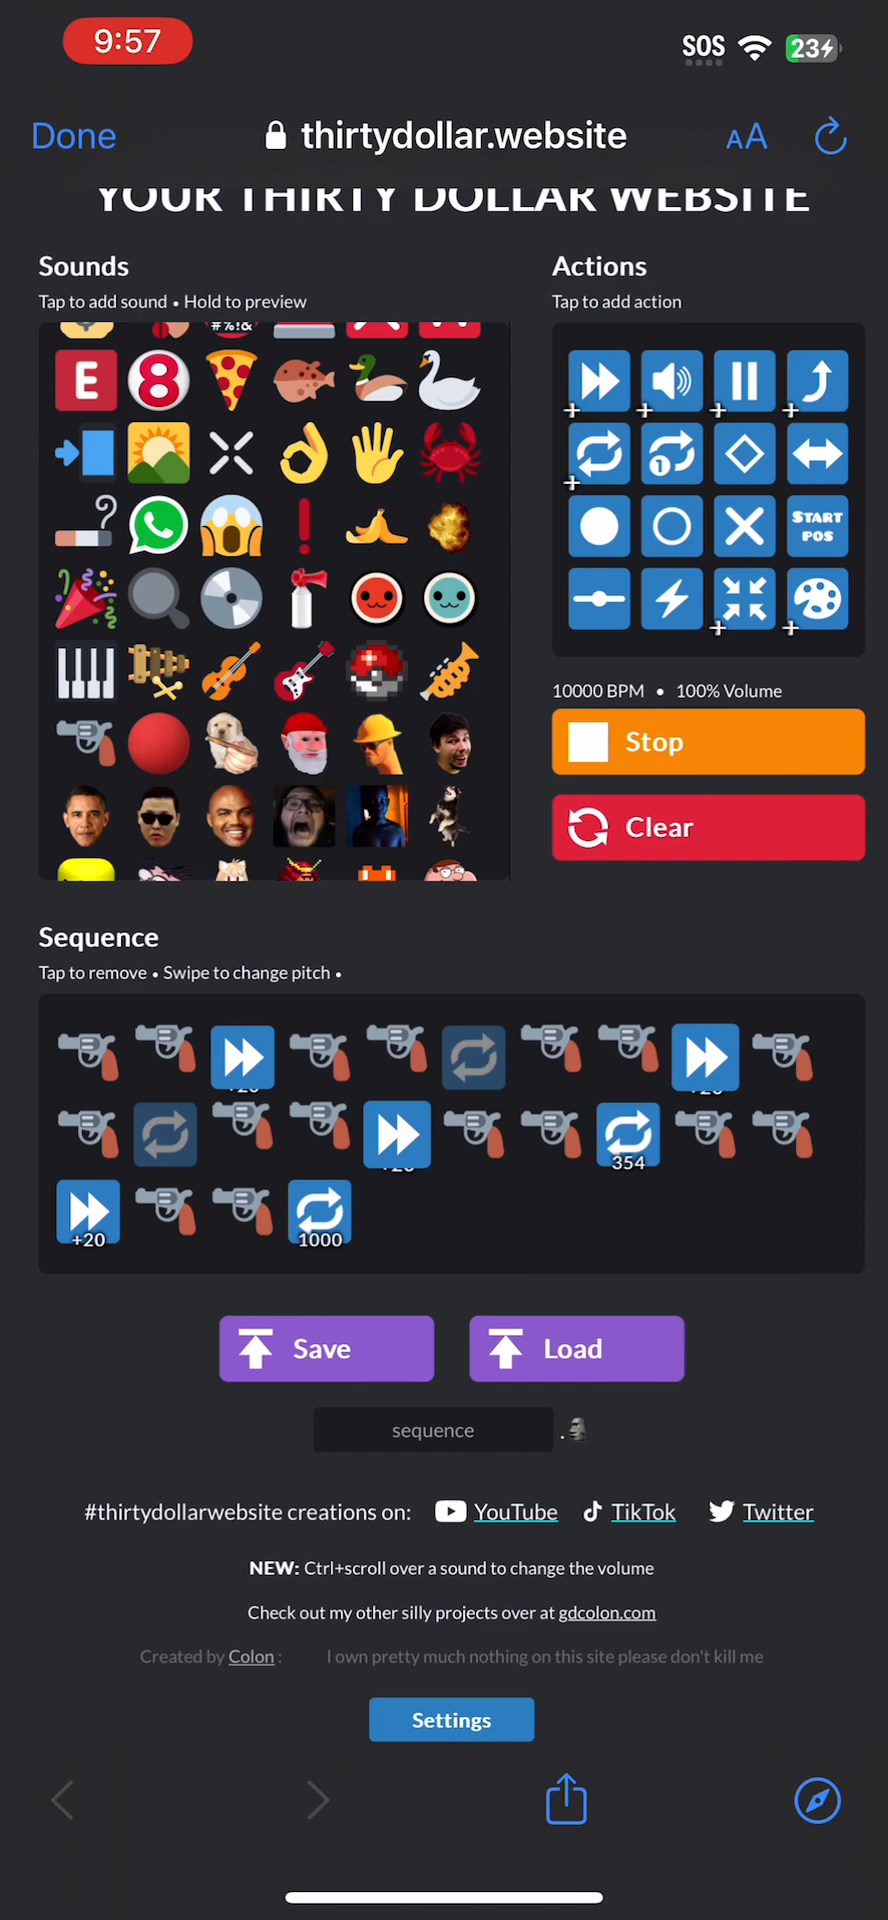 9:57
SOS
23
Done
thirtydollar.website
AA
YOUR THIRTY DOLLAR WEBSITE
Sounds
Tap to add sound • Hold to preview
#%!&
E
8
Actions
Tap to add action
1
START
POS
10000 BPM • 100% Volume
Stop
Clear
Sequence
Tap to remove • Swipe to change pitch •
354
+20
1000
Save
Load
sequence
.
#thirtydollarwebsite creations on:
YouTube
TikTok
Twitter
NEW: Ctrl+scroll over a sound to change the volume
Check out my other silly projects over at gdcolon.com
Created by Colon :
I own pretty much nothing on this site please don't kill me
Settings